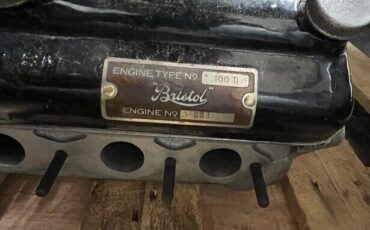 ENGINE TYPE Nº 100 D
"Bristol"
ENGINE Nº